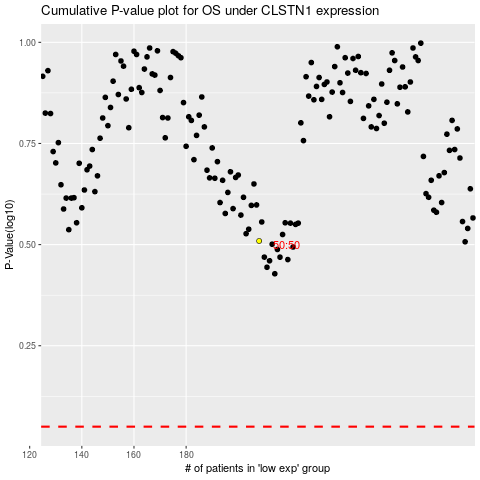 Cumulative P-value plot for OS under CLSTN1 expression
P-Value(log10)
1.00
0.75
0.50
0.25
50:50
120 140 160 180
# of patients in 'low exp' group